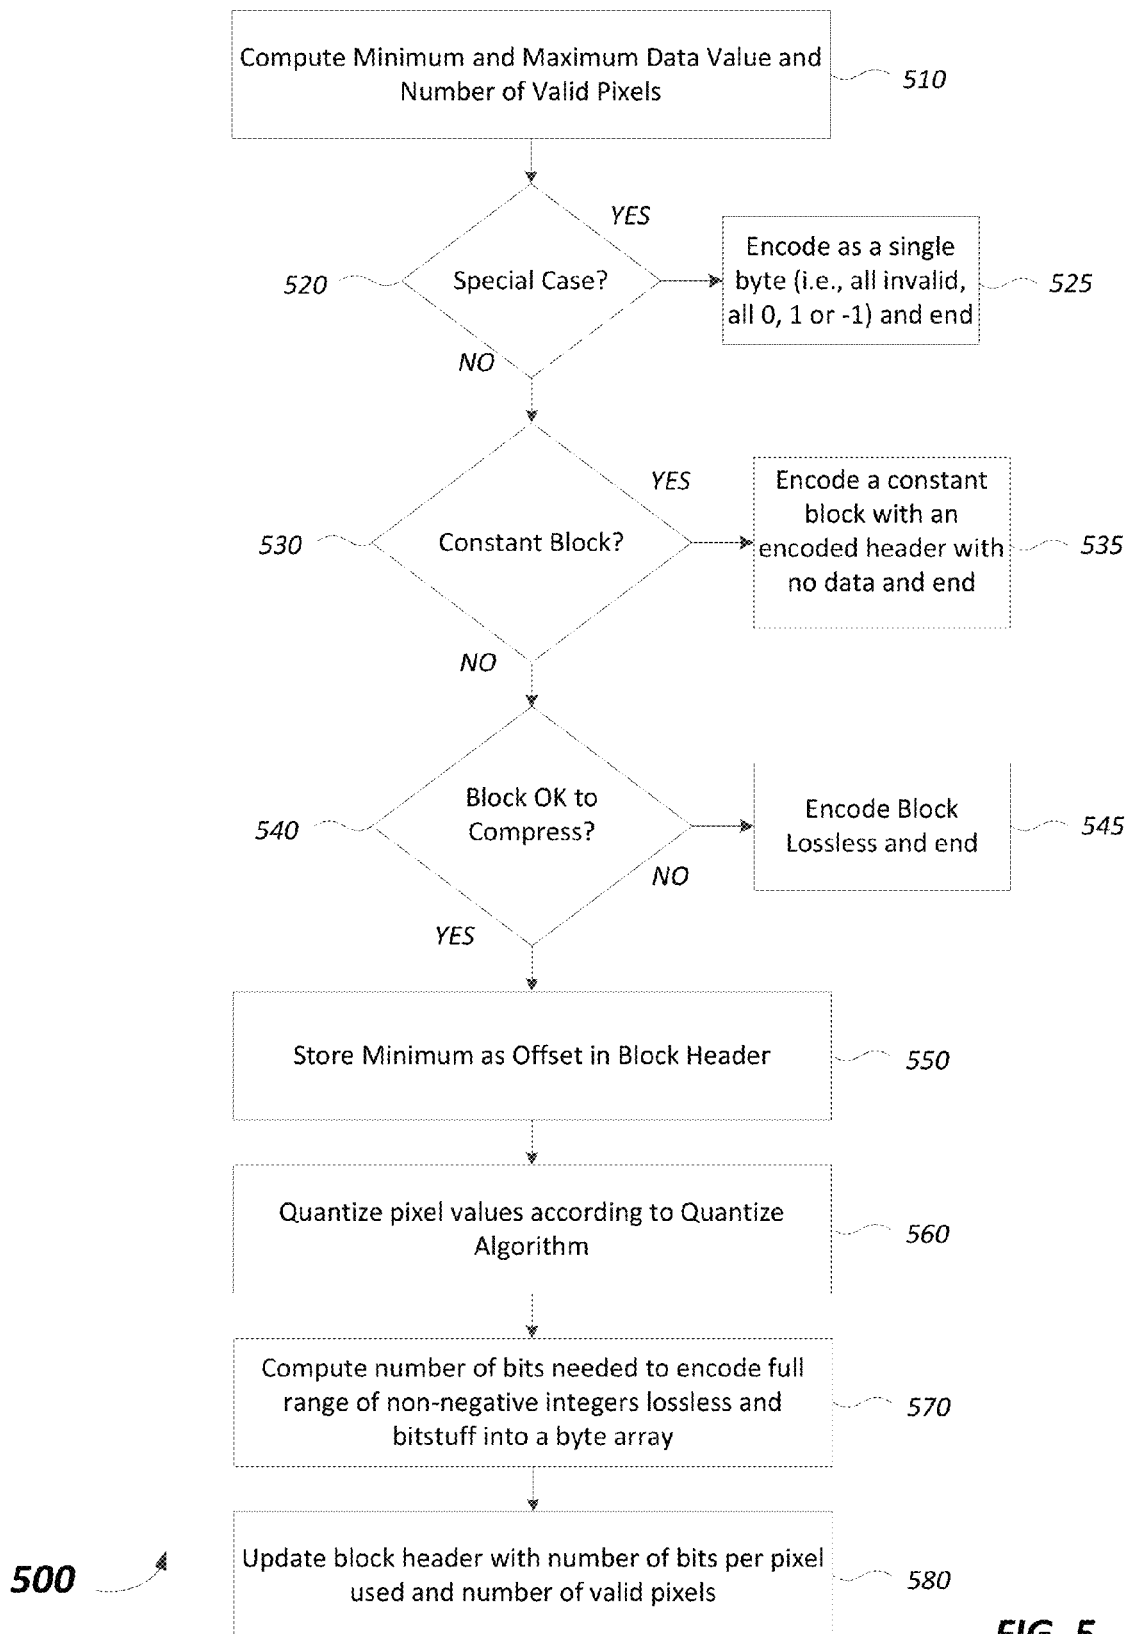 Compute Minimum and Maximum Data Value and
Number of Valid Pixels
510
YES
520
Special Case?
Encode as a single
byte (i.e., all invalid,
all 0, 1 or -1) and end
525
NO
YES
530
Constant Block?
Encode a constant
block with an
encoded header with
no data and end
535
NO
540
Block OK to
Compress?
Encode Block
Lossless and end
545
NO
YES
Store Minimum as Offset in Block Header
550
Quantize pixel values according to Quantize
Algorithm
560
Compute number of bits needed to encode full
range of non-negative integers lossless and
bitstuff into a byte array
570
500
Update block header with number of bits per pixel
used and number of valid pixels
580
FIG. 5